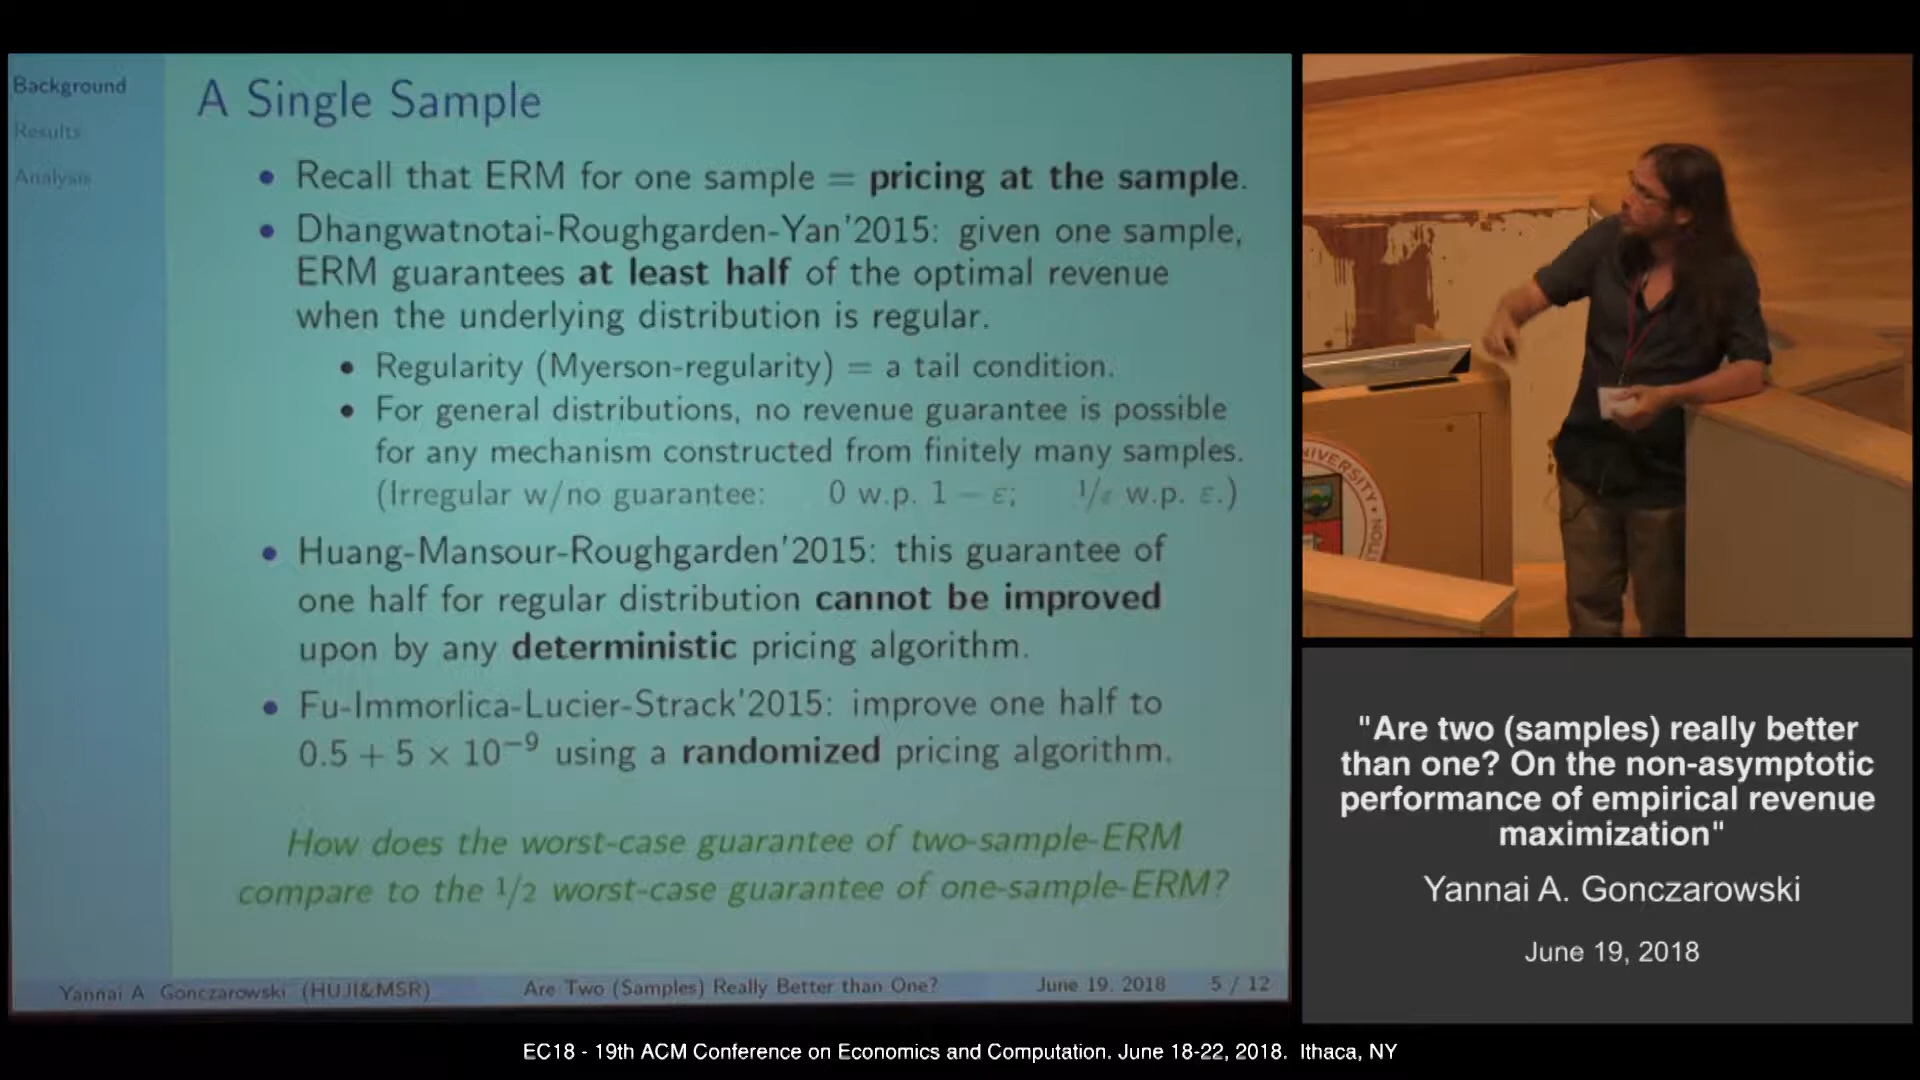 Background
Results
Analysis
A Single Sample
• Recall that ERM for one sample = pricing at the sample.
• Dhangwatnotai-Roughgarden-Yan'2015: given one sample,
ERM guarantees at least half of the optimal revenue
when the underlying distribution is regular.
• Regularity (Myerson-regularity) = a tail condition.
• For general distributions, no revenue guarantee is possible
for any mechanism constructed from finitely many samples.
(Irregular w/no guarantee: 0 w.p. 1 − ε; 1/ε w.p. ε.)
• Huang-Mansour-Roughgarden'2015: this guarantee of
one half for regular distribution cannot be improved
upon by any deterministic pricing algorithm.
• Fu-Immorlica-Lucier-Strack'2015: improve one half to
0.5 + 5 × 10⁻⁹ using a randomized pricing algorithm.
How does the worst-case guarantee of two-sample-ERM
compare to the 1/2 worst-case guarantee of one-sample-ERM?
Yannai A. Gonczarowski (HUJI&MSR) Are Two (Samples) Really Better than One? June 19, 2018 5 / 12
"Are two (samples) really better
than one? On the non-asymptotic
performance of empirical revenue
maximization"
Yannai A. Gonczarowski
June 19, 2018
EC18 - 19th ACM Conference on Economics and Computation. June 18-22, 2018. Ithaca, NY